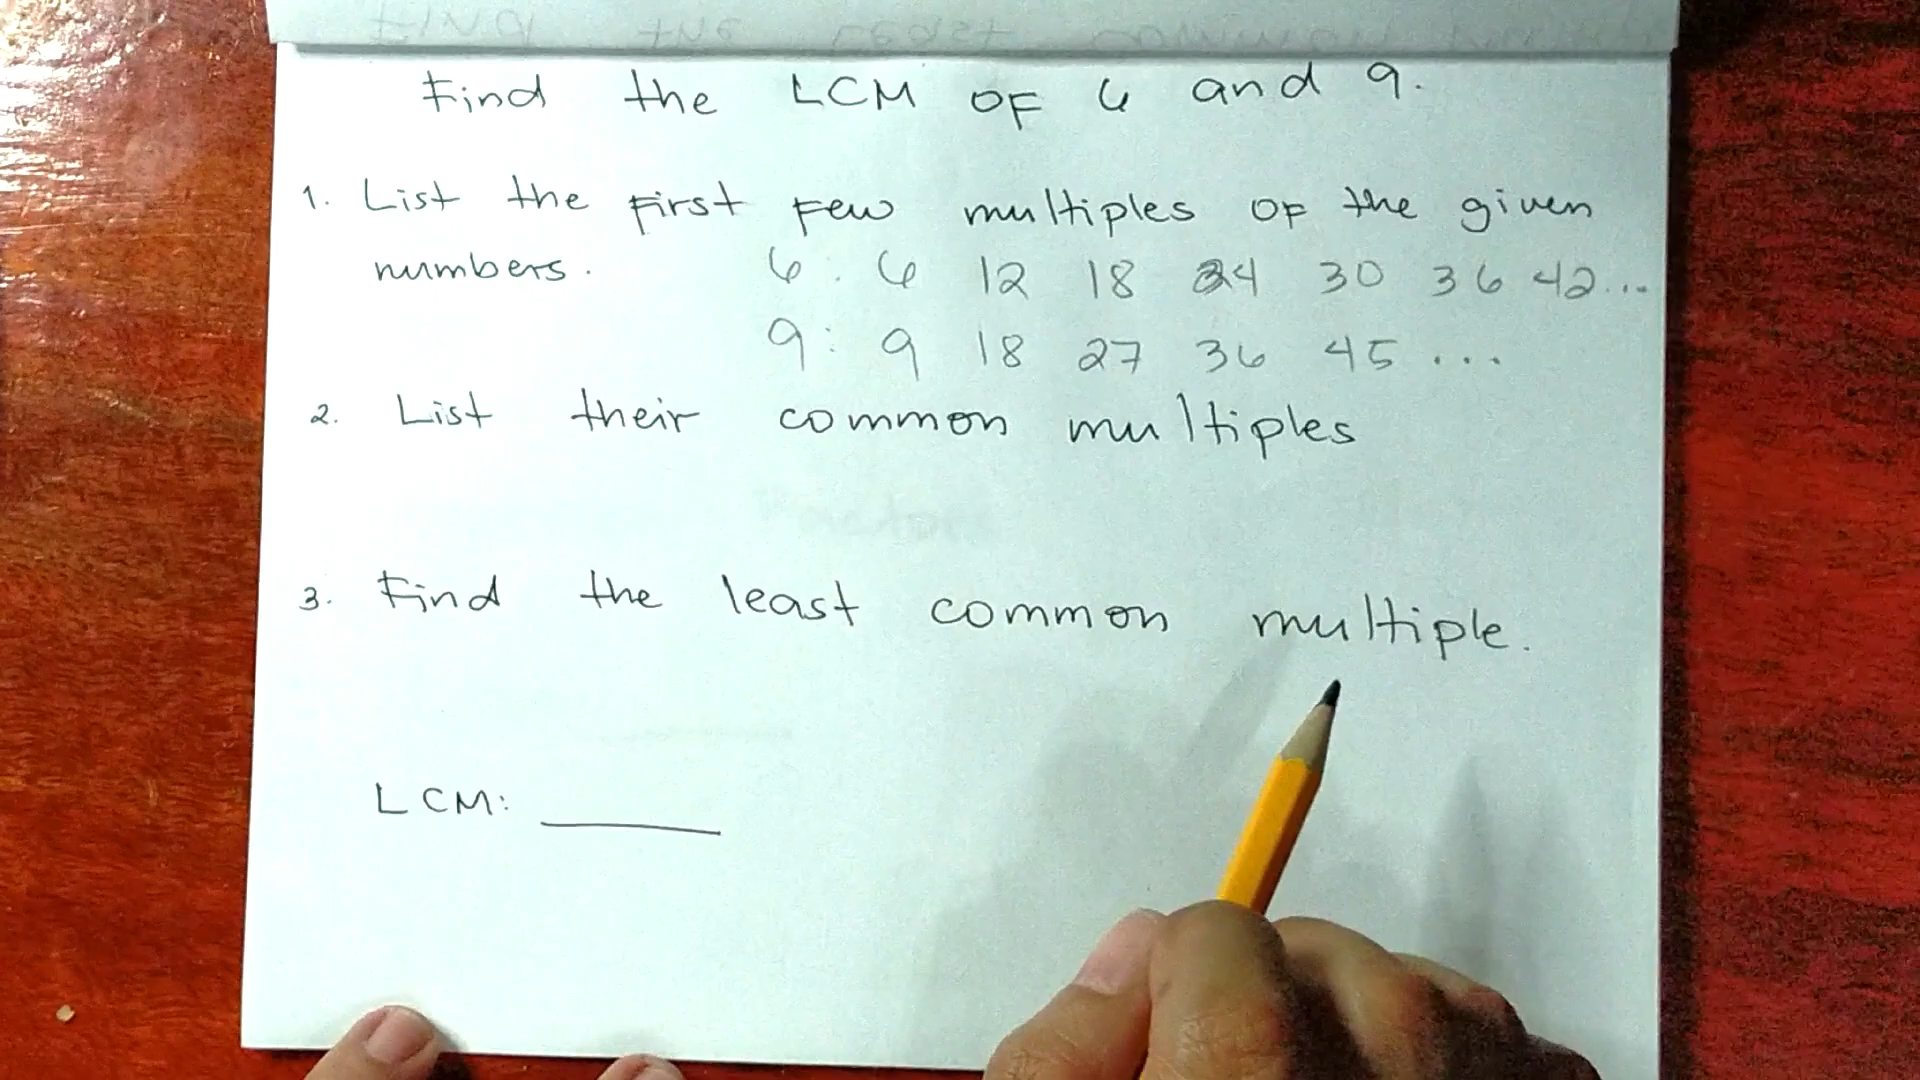 Find the LCM OF 6 and 9.
1. List the first few multiples of the given
numbers. 6: 6 12 18 24 30 36 42...
9: 9 18 27 36 45 ...
2. List their common multiples
3. Find the least common multiple.
LCM: ______